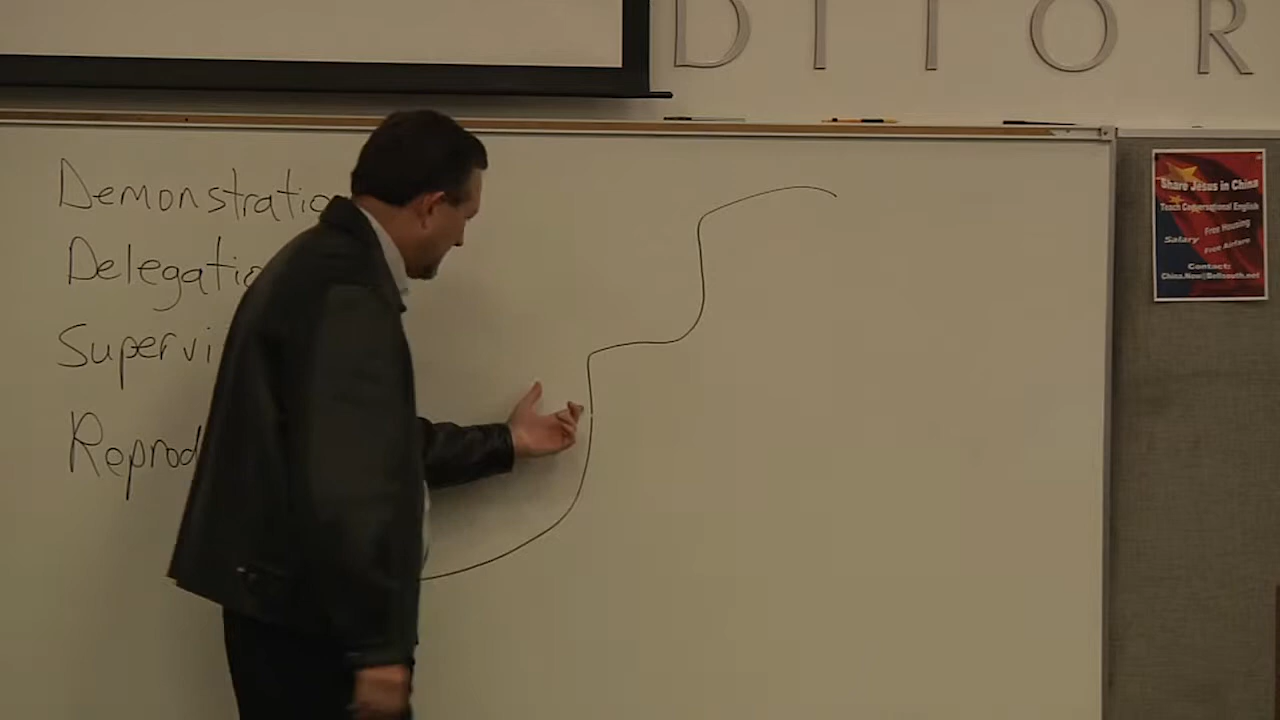 DITOR
Demonstratio
Delegatio
Supervi
Reprod
Share Jesus in China
Teach Conversational English
Free Housing
Salary
Free Airfare
Contact:
China.Now@Bellsouth.net